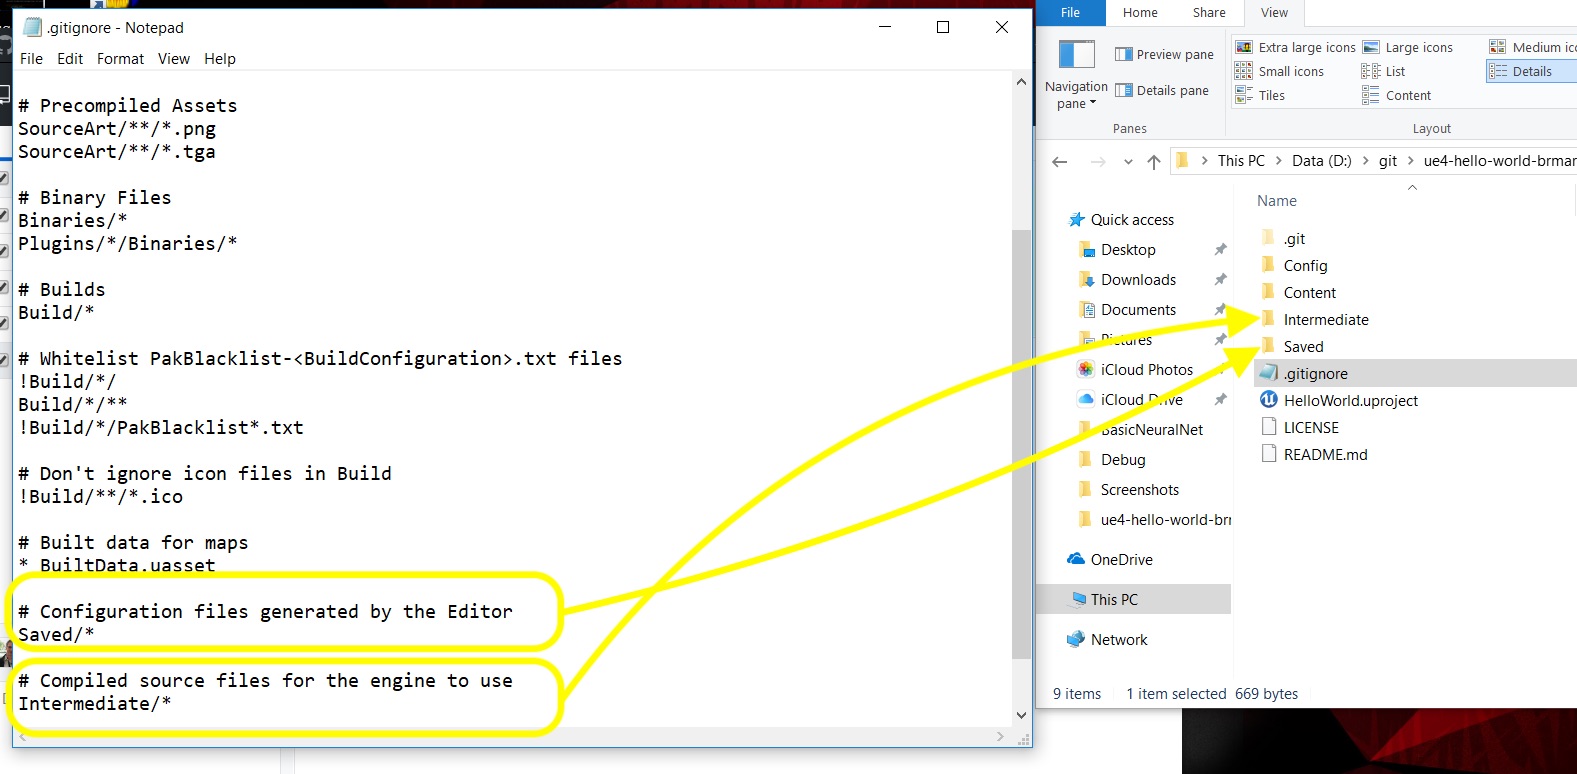 .gitignore - Notepad
File Edit Format View Help
# Precompiled Assets
SourceArt/**/*.png
SourceArt/**/*.tga
# Binary Files
Binaries/*
Plugins/*/Binaries/*
# Builds
Build/*
# Whitelist PakBlacklist-<BuildConfiguration>.txt files
!Build/*/
Build/*/**
!Build/*/PakBlacklist*.txt
# Don't ignore icon files in Build
!Build/**/*.ico
# Built data for maps
* BuiltData.uasset
# Configuration files generated by the Editor
Saved/*
# Compiled source files for the engine to use
Intermediate/*
File Home Share View
Navigation pane
Preview pane
Details pane
Panes
Extra large icons Large icons Medium ic
Small icons List Details
Tiles Content
Layout
This PC > Data (D:) > git > ue4-hello-world-brmar
Quick access
Desktop
Downloads
Documents
Pictures
iCloud Photos
iCloud Drive
BasicNeuralNet
Debug
Screenshots
ue4-hello-world-brm
OneDrive
This PC
Network
Name
.git
Config
Content
Intermediate
Saved
.gitignore
HelloWorld.uproject
LICENSE
README.md
9 items 1 item selected 669 bytes